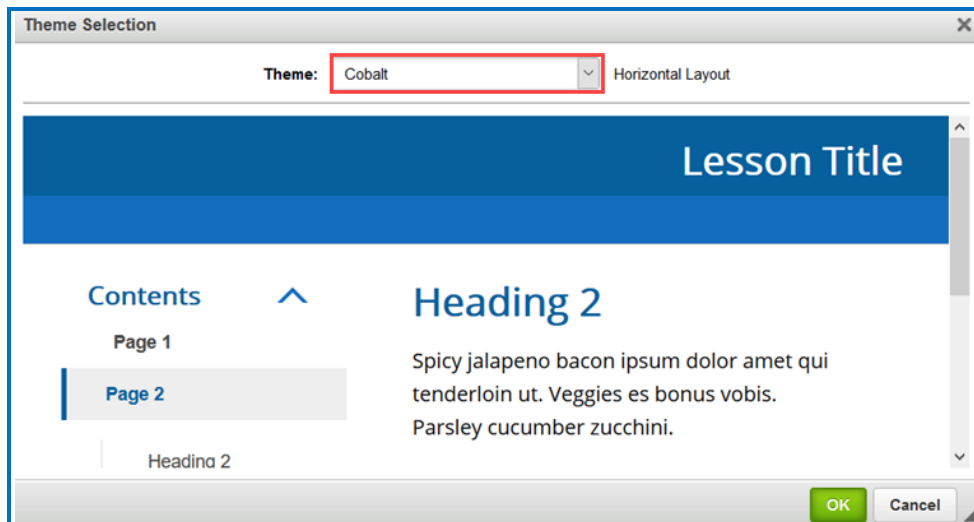 Theme Selection
Theme: Cobalt Horizontal Layout
Lesson Title
Contents
Page 1
Page 2
Heading 2
Heading 2
Spicy jalapeno bacon ipsum dolor amet qui
tenderloin ut. Veggies es bonus vobis.
Parsley cucumber zucchini.
OK Cancel